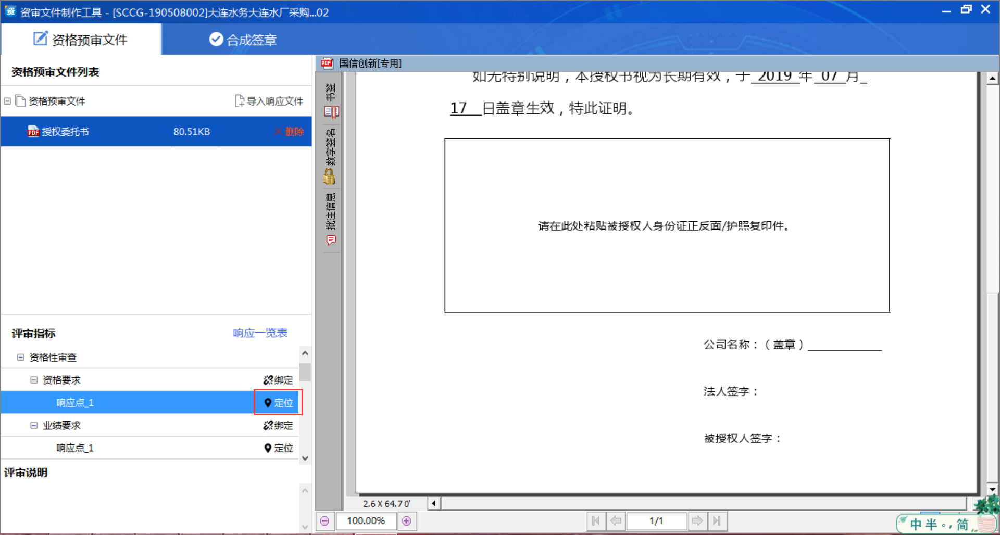 资审文件制作工具 - [SCCG-190508002]大连水务大连水厂采购...02
资格预审文件
合成签章
资格预审文件列表
资格预审文件
导入响应文件
授权委托书 80.51KB × 删除
评审指标
响应一览表
资格性审查
资格要求 绑定
响应点_1 定位
业绩要求 绑定
响应点_1 定位
评审说明
国信创新[专用]
书签
数字签名
批注信息
如无特别说明，本授权书视为长期有效，于 2019 年 07 月
17 日盖章生效，特此证明。
请在此处粘贴被授权人身份证正反面/护照复印件。
公司名称：（盖章）
法人签字：
被授权人签字：
2.6 X 64.7 0'
100.00%
1/1
中 半 。, 简